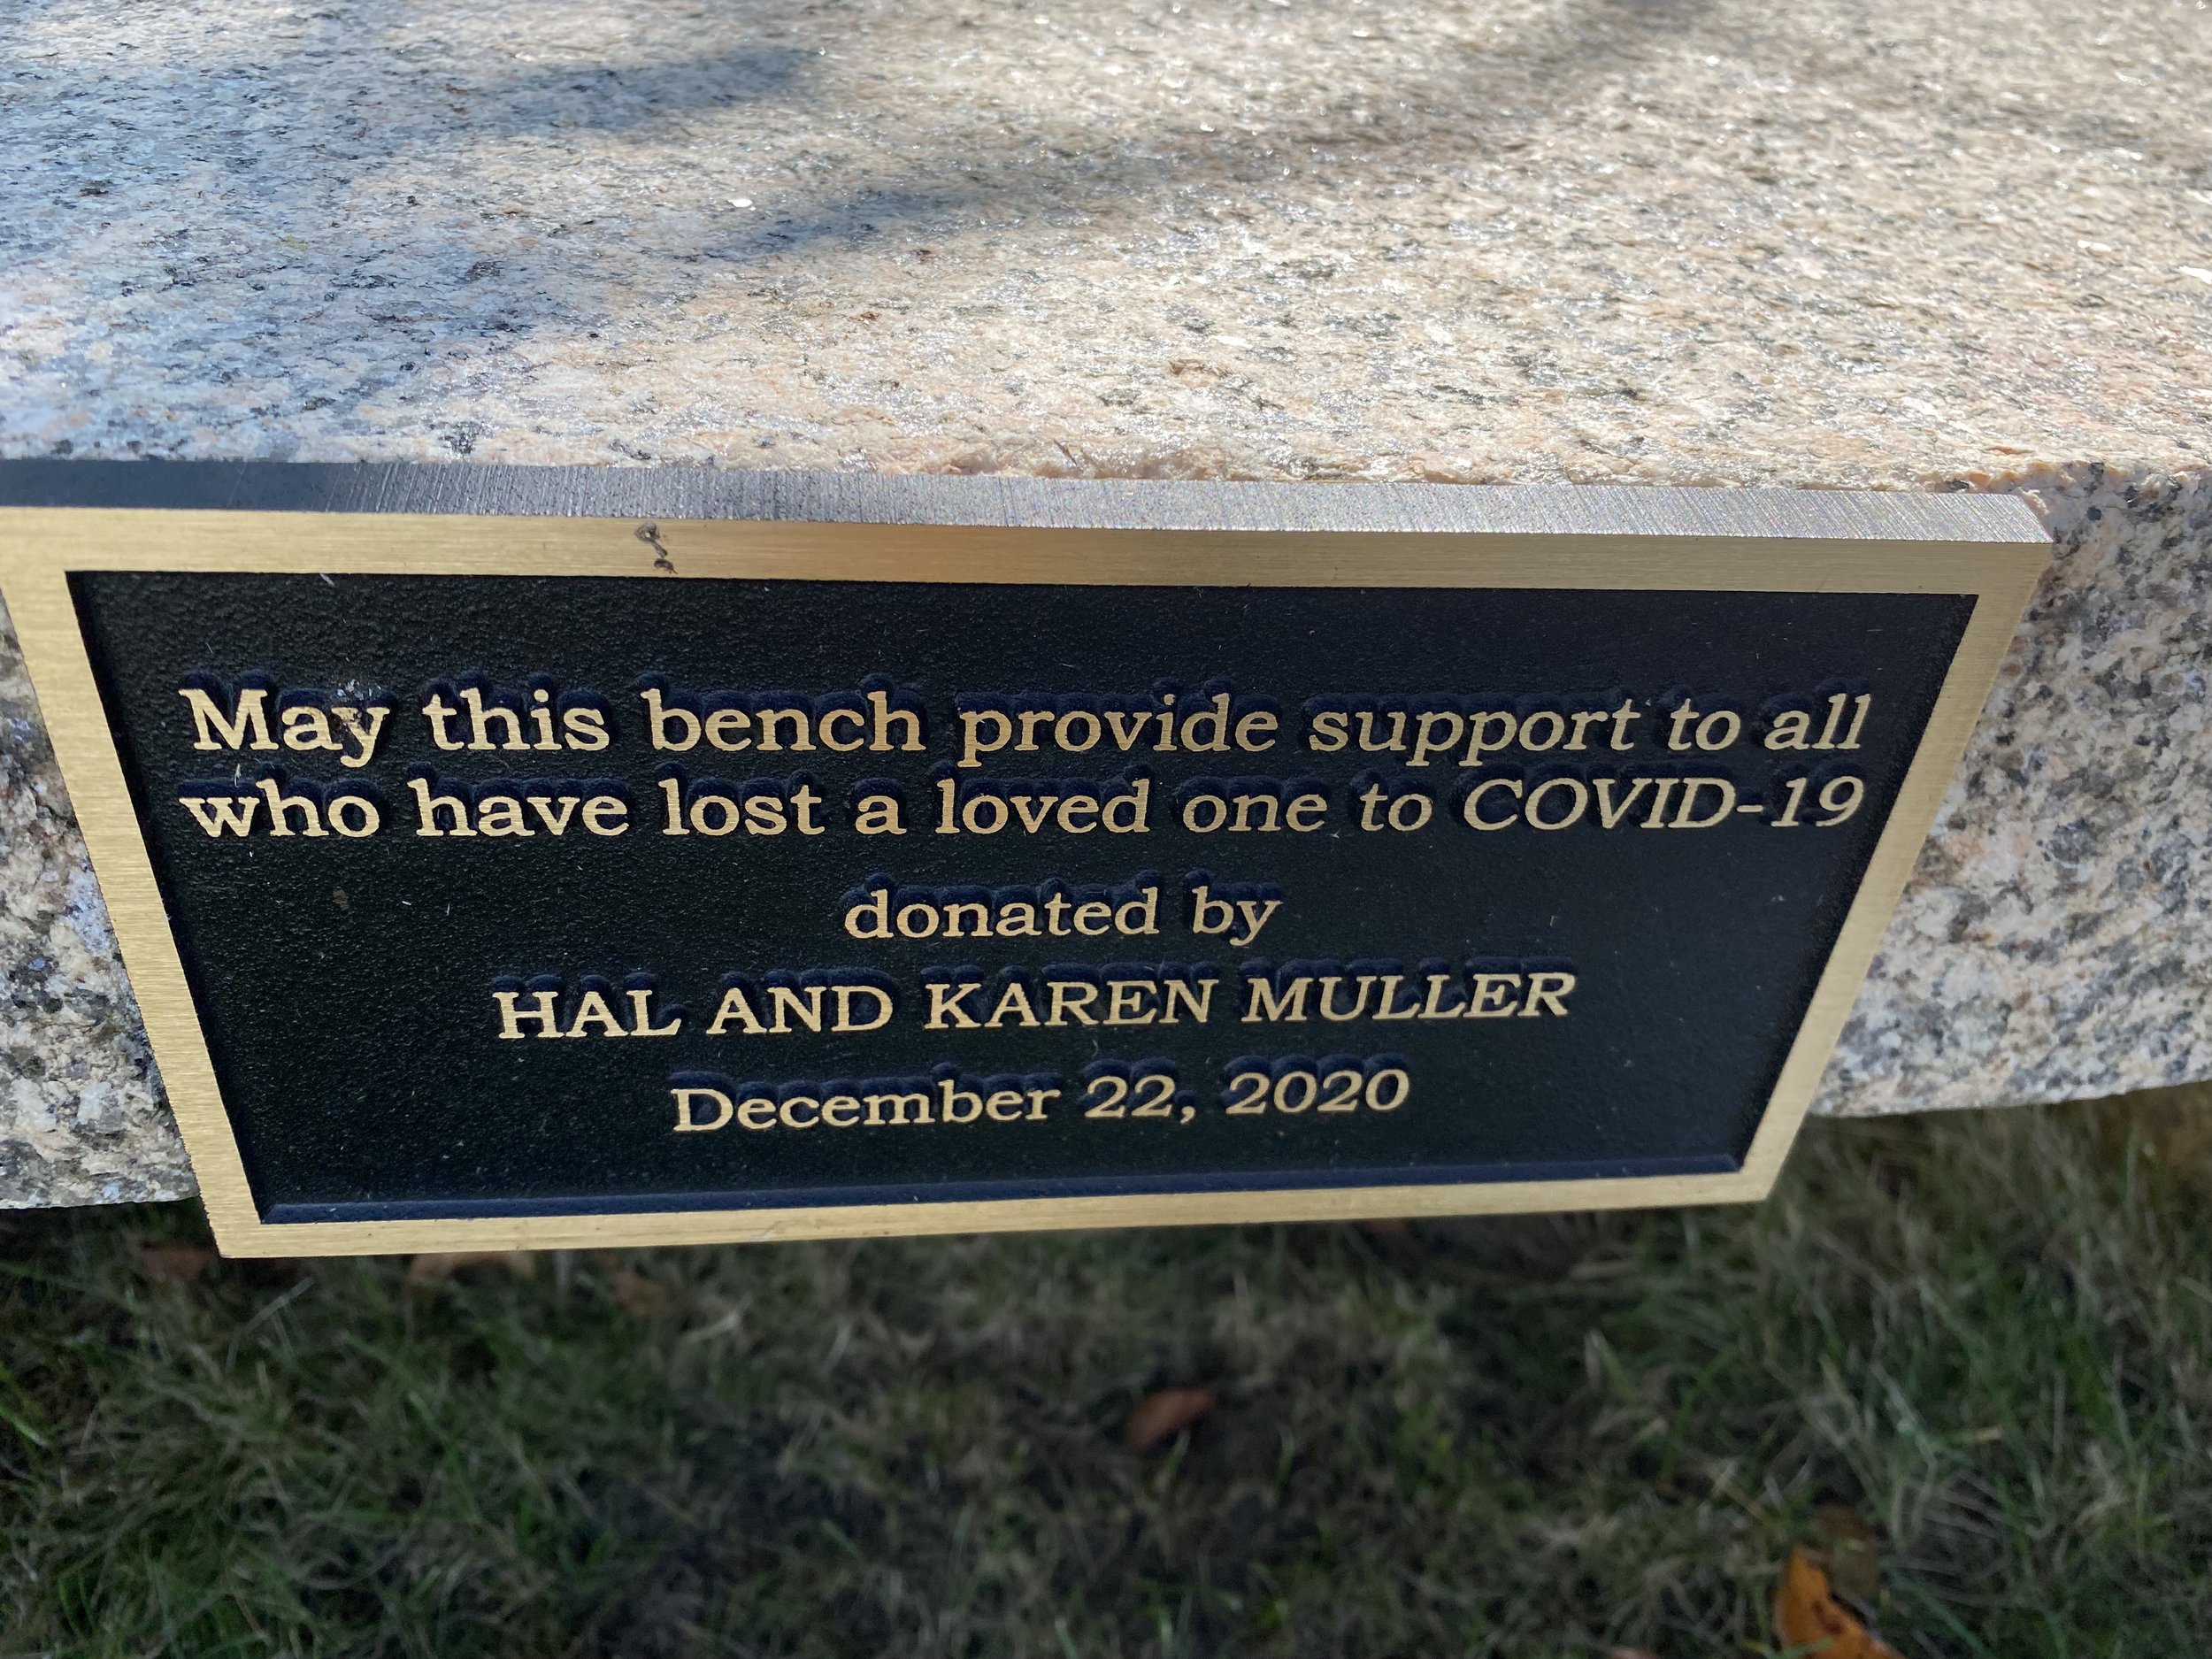 May this bench provide support to all
who have lost a loved one to COVID-19
donated by
HAL AND KAREN MULLER
December 22, 2020